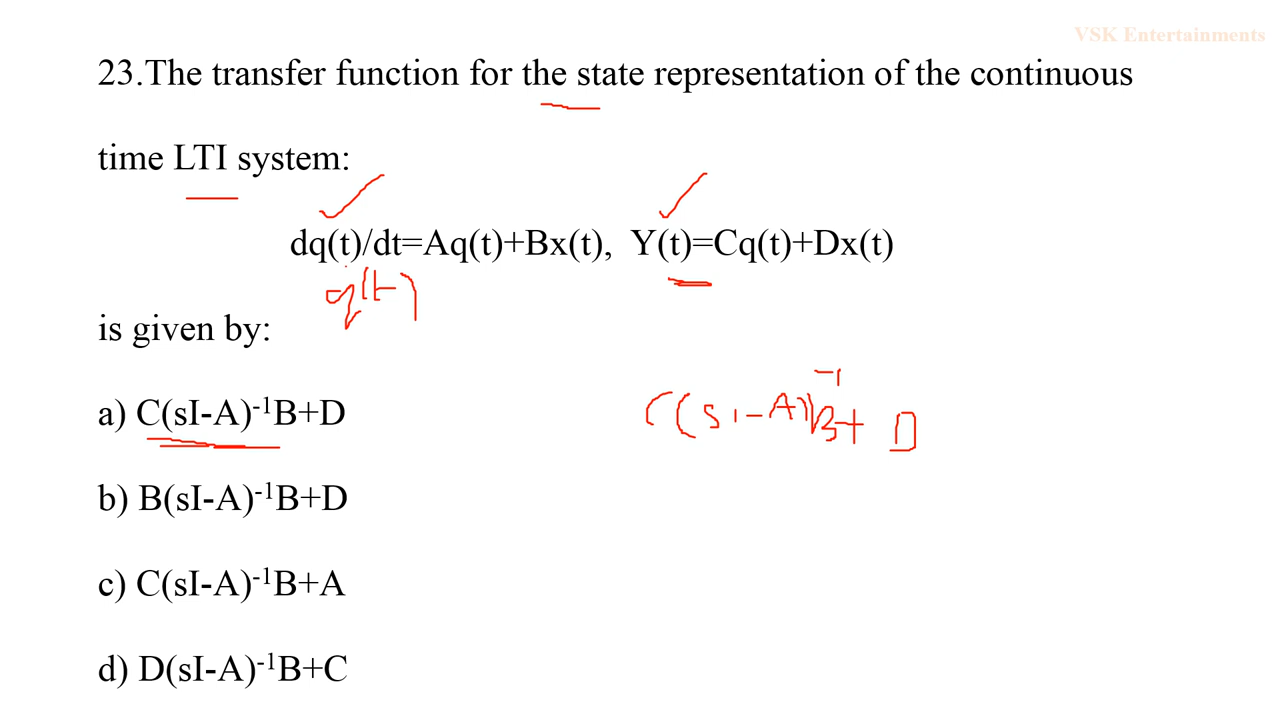 VSK Entertainments
23.The transfer function for the state representation of the continuous
time LTI system:
dq(t)/dt=Aq(t)+Bx(t), Y(t)=Cq(t)+Dx(t)
q(t)
is given by:
a) C(sI-A)⁻¹B+D
C(SI-A)⁻¹B+ D
b) B(sI-A)⁻¹B+D
c) C(sI-A)⁻¹B+A
d) D(sI-A)⁻¹B+C